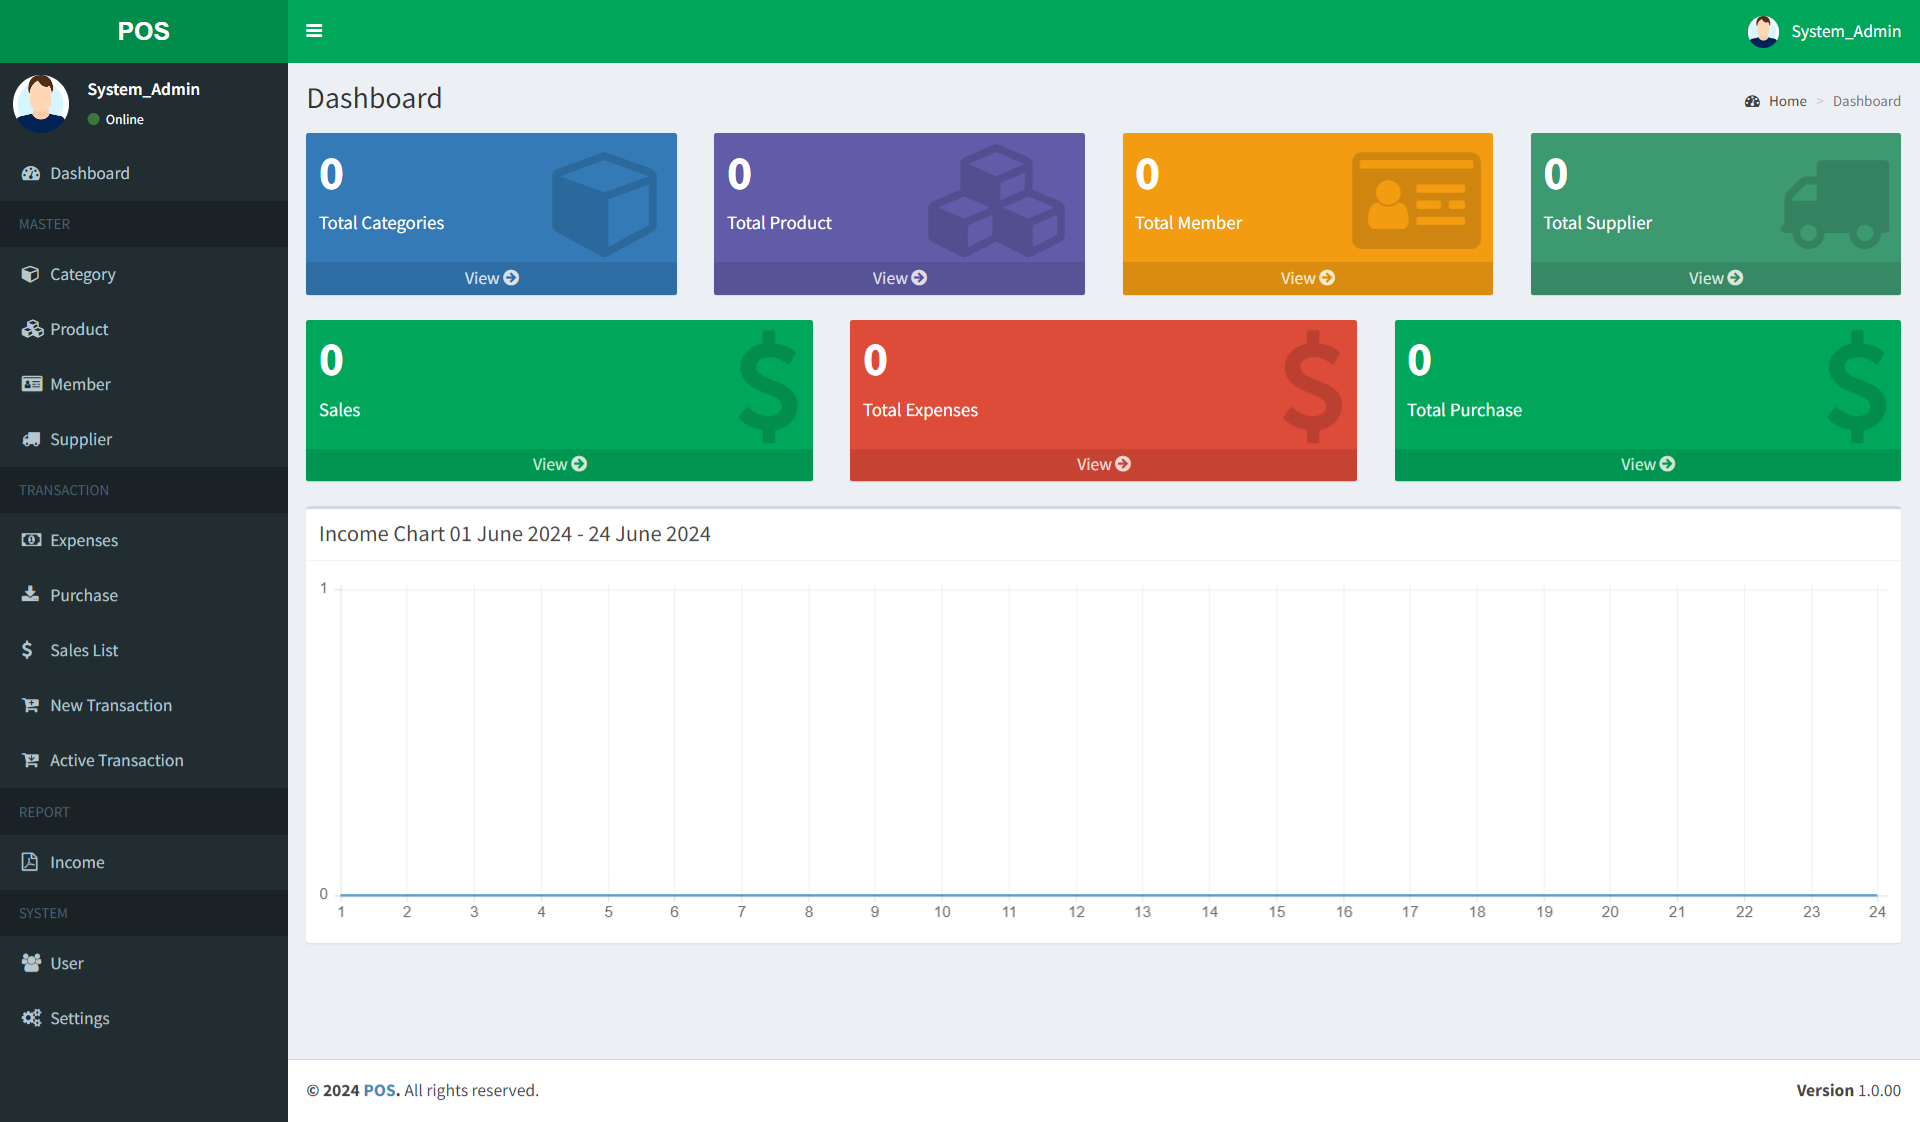 POS
System_Admin
System_Admin
Online
Dashboard
MASTER
Category
Product
Member
Supplier
TRANSACTION
Expenses
Purchase
Sales List
New Transaction
Active Transaction
REPORT
Income
SYSTEM
User
Settings
Dashboard
Home > Dashboard
0
Total Categories
View
0
Total Product
View
0
Total Member
View
0
Total Supplier
View
0
Sales
View
0
Total Expenses
View
0
Total Purchase
View
Income Chart 01 June 2024 - 24 June 2024
1
0
1 2 3 4 5 6 7 8 9 10 11 12 13 14 15 16 17 18 19 20 21 22 23 24
© 2024 POS. All rights reserved.
Version 1.0.00